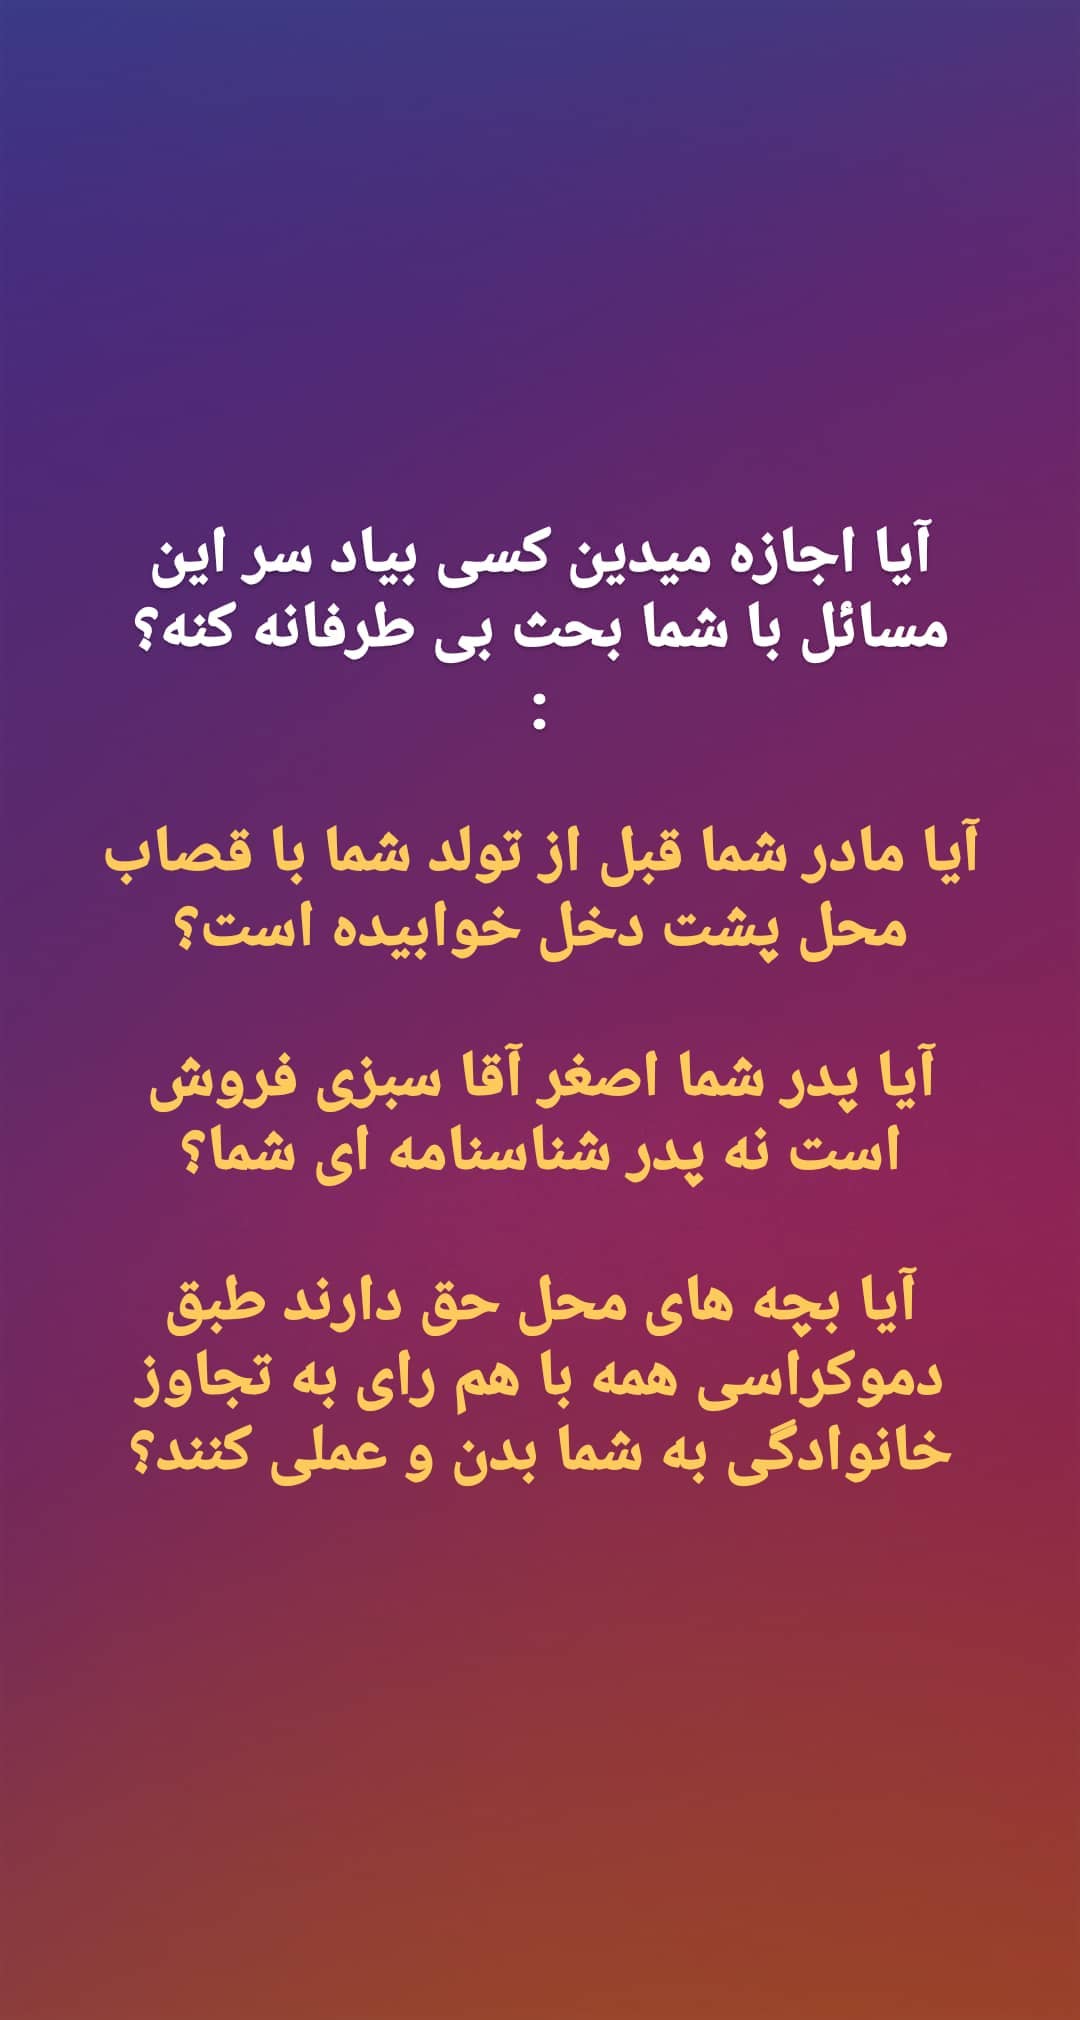 آیا اجازه میدین کسی بیاد سر این
مسائل با شما بحث بی طرفانه کنه؟
:
آیا مادر شما قبل از تولد شما با قصاب
محل پشت دخل خوابیده است؟
آیا پدر شما اصغر آقا سبزی فروش
است نه پدر شناسنامه ای شما؟
آیا بچه های محل حق دارند طبق
دموکراسی همه با هم رای به تجاوز
خانوادگی به شما بدن و عملی کنند؟